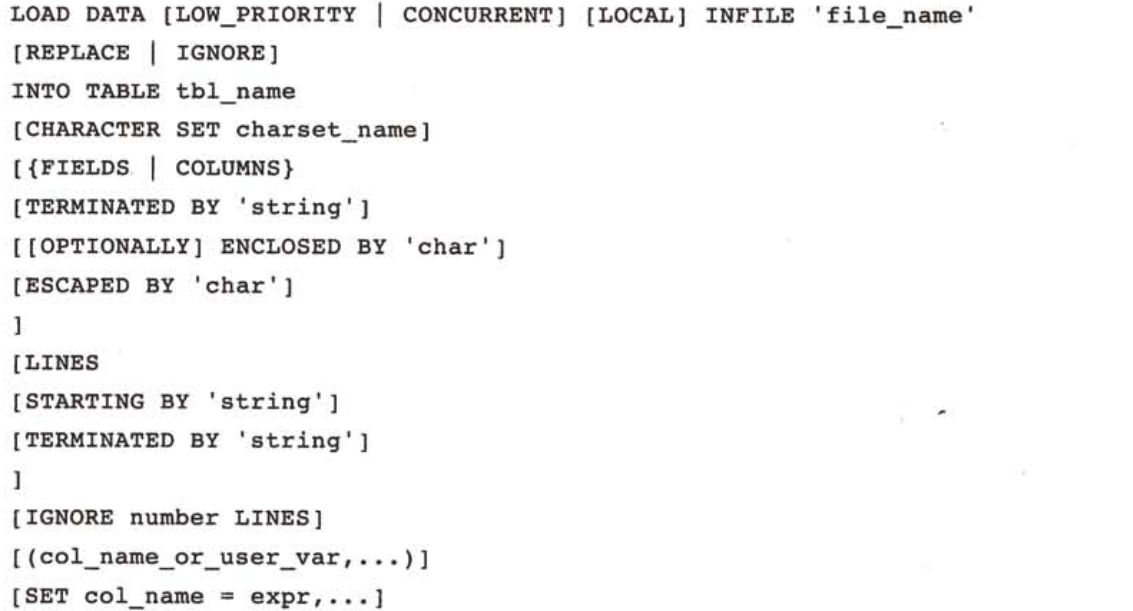 LOAD DATA [LOW_PRIORITY | CONCURRENT] [LOCAL] INFILE 'file_name'
[REPLACE | IGNORE]
INTO TABLE tbl_name
[CHARACTER SET charset_name]
[{FIELDS | COLUMNS}
[TERMINATED BY 'string']
[[OPTIONALLY] ENCLOSED BY 'char']
[ESCAPED BY 'char']
]
[LINES
[STARTING BY 'string']
[TERMINATED BY 'string']
]
[IGNORE number LINES]
[(col_name_or_user_var,...)]
[SET col_name = expr,...]